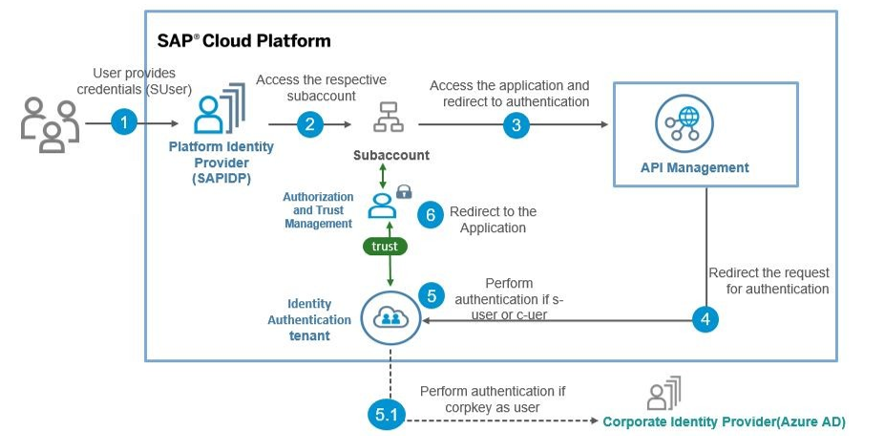 SAP® Cloud Platform
User provides
credentials (SUser)
1
Platform Identity
Provider
(SAPIDP)
Access the respective
subaccount
2
Subaccount
Access the application and
redirect to authentication
3
API Management
Authorization
and Trust
Management
6
Redirect to the
Application
trust
Redirect the request
for authentication
4
5
Perform
authentication if s-
user or c-uer
Identity
Authentication
tenant
5.1
Perform authentication if
corpkey as user
Corporate Identity Provider(Azure AD)